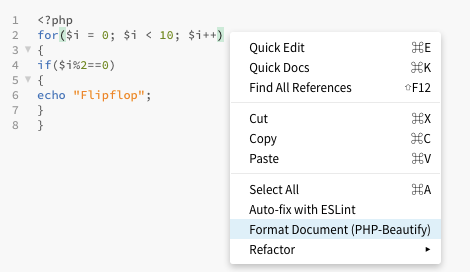 1 <?php
2 for($i = 0; $i < 10; $i++)
3 ▼ {
4 if($i%2==0)
5 ▼ {
6 echo "Flipflop";
7 }
8 }
Quick Edit ⌘E
Quick Docs ⌘K
Find All References ⇧F12
Cut ⌘X
Copy ⌘C
Paste ⌘V
Select All ⌘A
Auto-fix with ESLint
Format Document (PHP-Beautify)
Refactor ▸